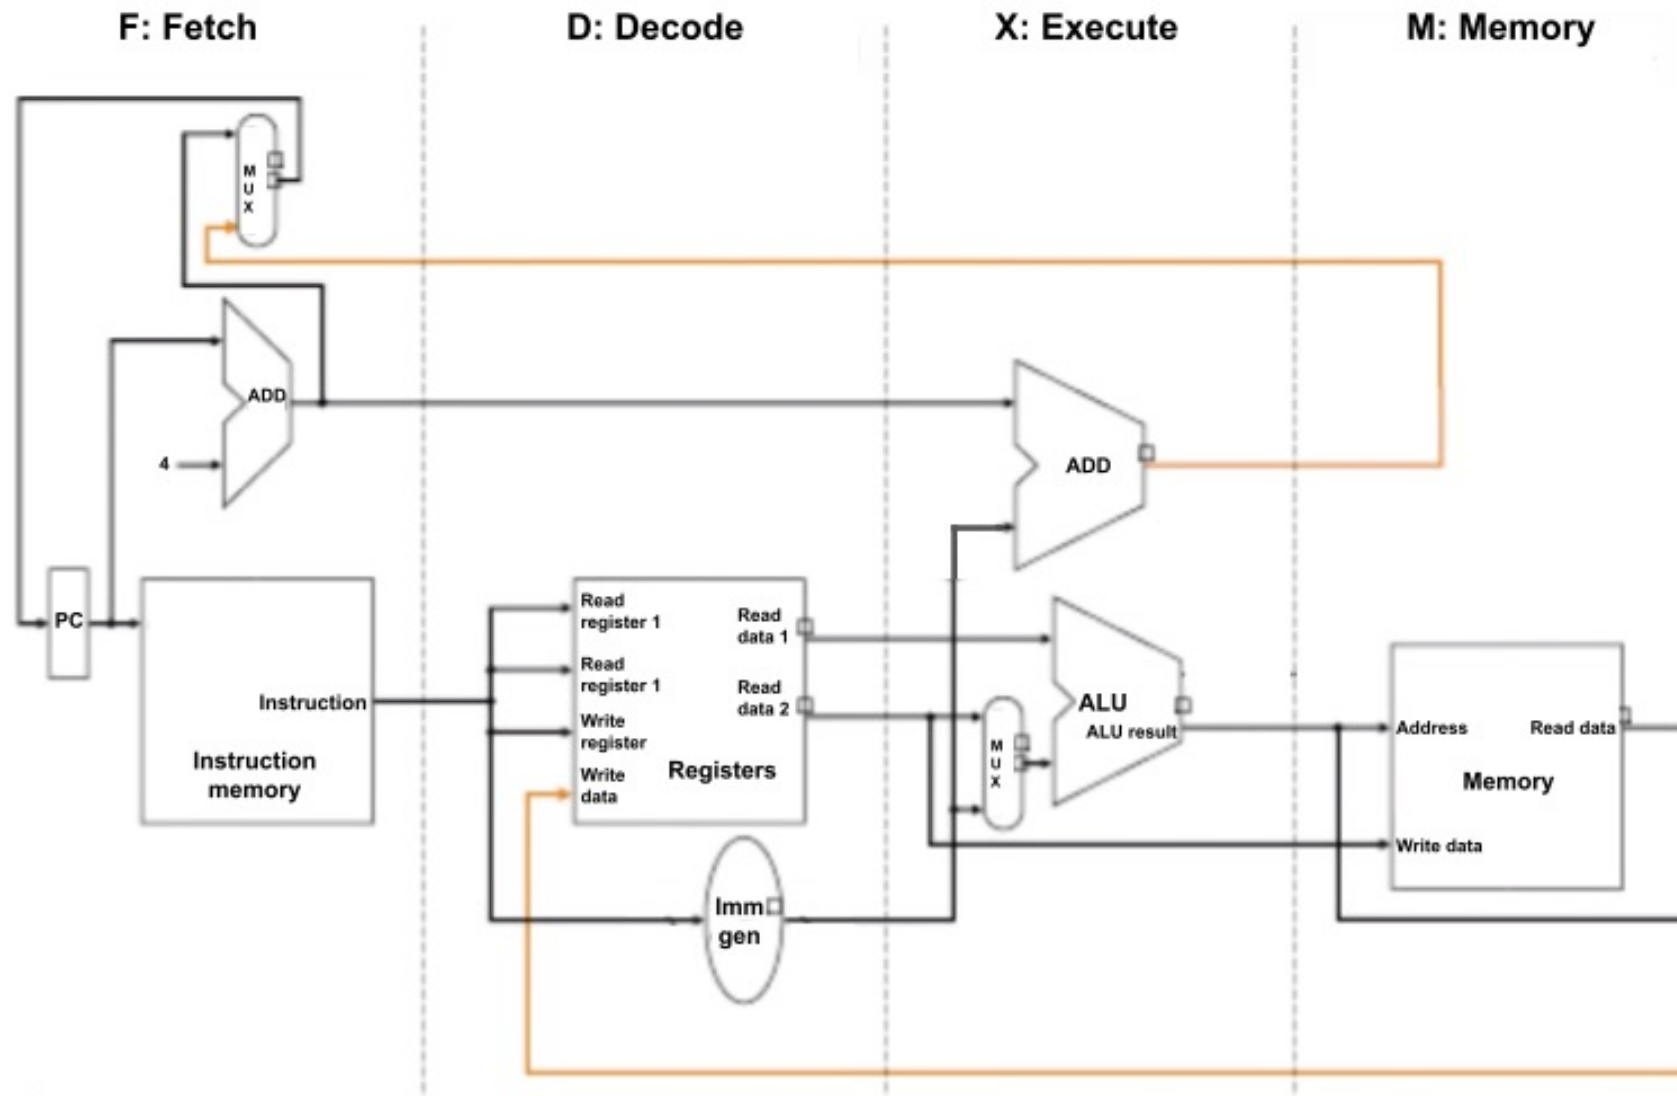 F: Fetch
D: Decode
X: Execute
M: Memory
M
U
X
ADD
4
PC
Instruction
Instruction
memory
Read
register 1
Read
register 1
Write
register
Write
data
Read
data 1
Read
data 2
Registers
Imm
gen
ADD
M
U
X
ALU
ALU result
Address
Read data
Memory
Write data